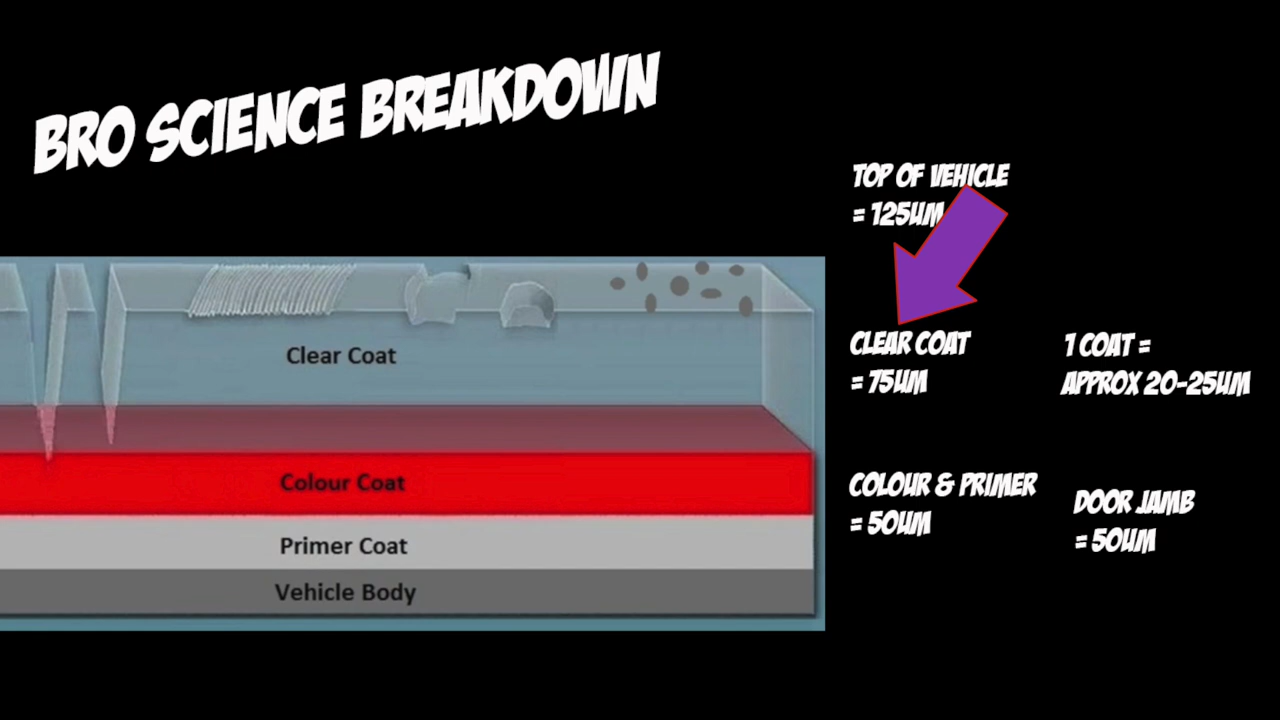 BRO SCIENCE BREAKDOWN
TOP OF VEHICLE
= 125UM
CLEAR COAT
= 75UM
1 COAT =
APPROX 20-25UM
COLOUR & PRIMER
= 50UM
DOOR JAMB
= 50UM
Clear Coat
Colour Coat
Primer Coat
Vehicle Body